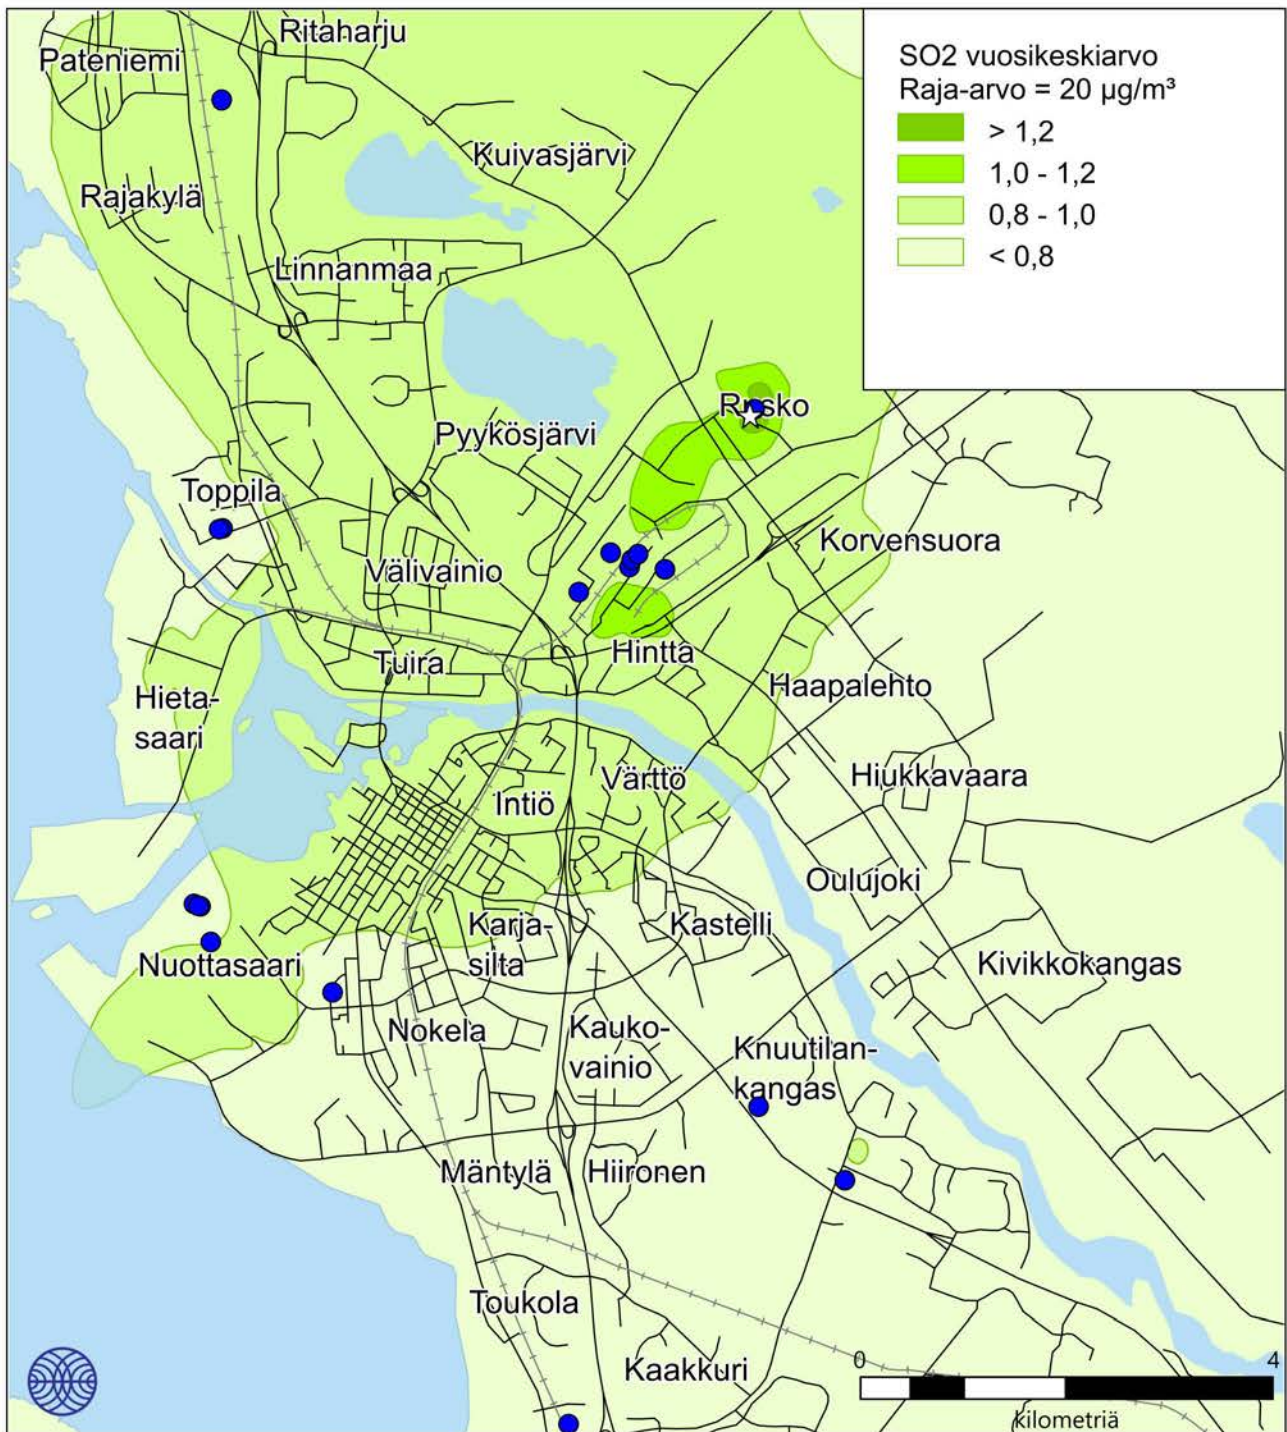 Ritaharju
Pateniemi
SO2 vuosikeskiarvo
Raja-arvo = 20 µg/m³
> 1,2
1,0 - 1,2
0,8 - 1,0
< 0,8
Kuivasjärvi
Rajakylä
Linnanmaa
Rusko
Pyykösjärvi
Toppila
Korvensuora
Välivainio
Hintta
Tuira
Haapalehto
Hieta-
saari
Hiukkavaara
Värttö
Intiö
Oulujoki
Karja-
silta
Kastelli
Nuottasaari
Kivikkokangas
Nokela
Kauko-
vainio
Knuutilan-
kangas
Mäntylä
Hiironen
Toukola
Kaakkuri
0
4
kilometriä